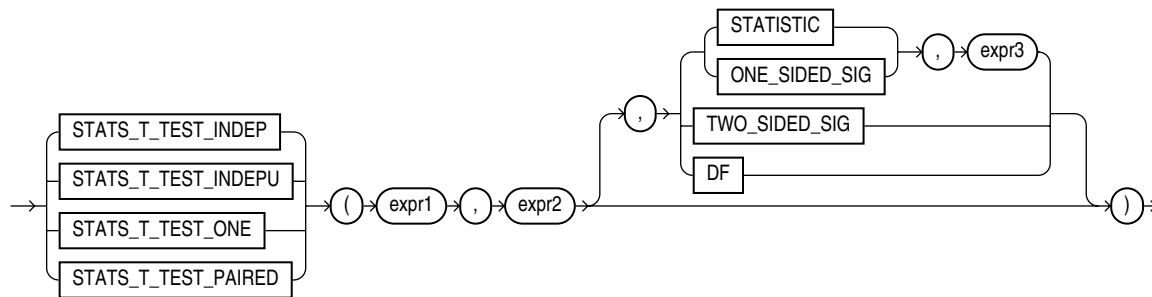 STATISTIC
ONE_SIDED_SIG
, expr3
, TWO_SIDED_SIG
DF
STATS_T_TEST_INDEP
STATS_T_TEST_INDEPU
STATS_T_TEST_ONE
STATS_T_TEST_PAIRED
( expr1 , expr2 )